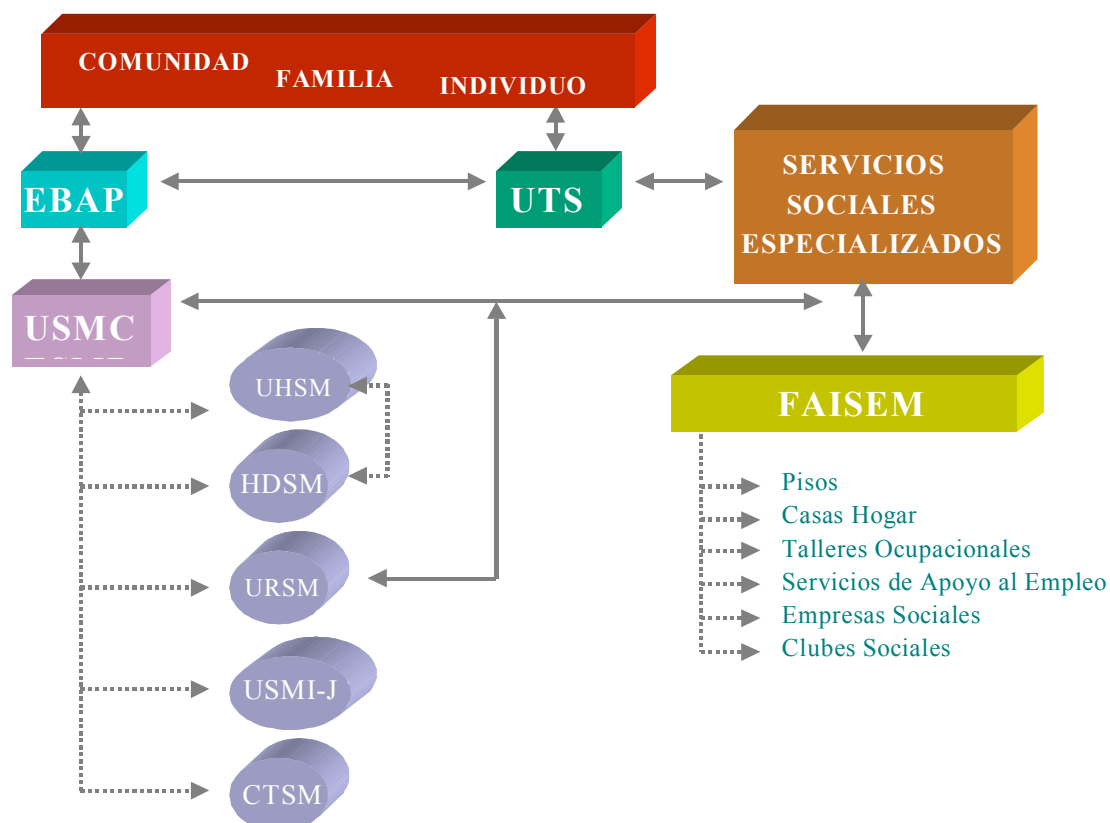 COMUNIDAD
FAMILIA
INDIVIDUO
EBAP
UTS
SERVICIOS
SOCIALES
ESPECIALIZADOS
USMC
UHSM
FAISEM
HDSM
Pisos
Casas Hogar
Talleres Ocupacionales
Servicios de Apoyo al Empleo
Empresas Sociales
Clubes Sociales
URSM
USMI-J
CTSM